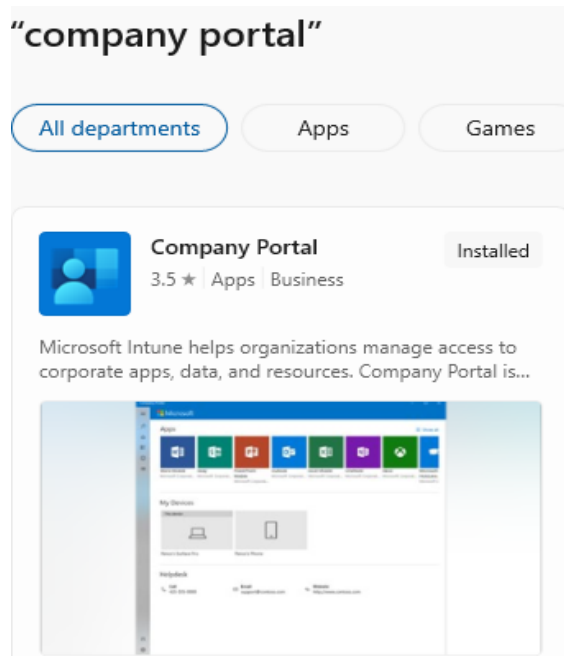 “company portal”
All departments
Apps
Games
Company Portal
Installed
3.5 ★ Apps Business
Microsoft Intune helps organizations manage access to
corporate apps, data, and resources. Company Portal is...
Microsoft
Apps
My Devices
Helpdesk